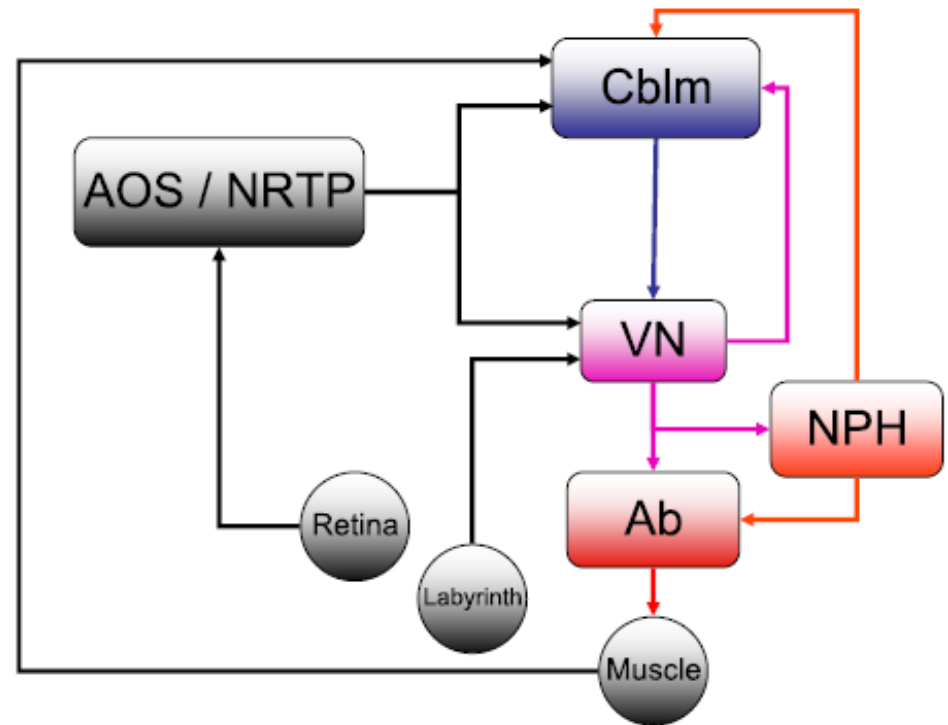 Cblm
AOS / NRTP
VN
NPH
Ab
Retina
Labyrinth
Muscle